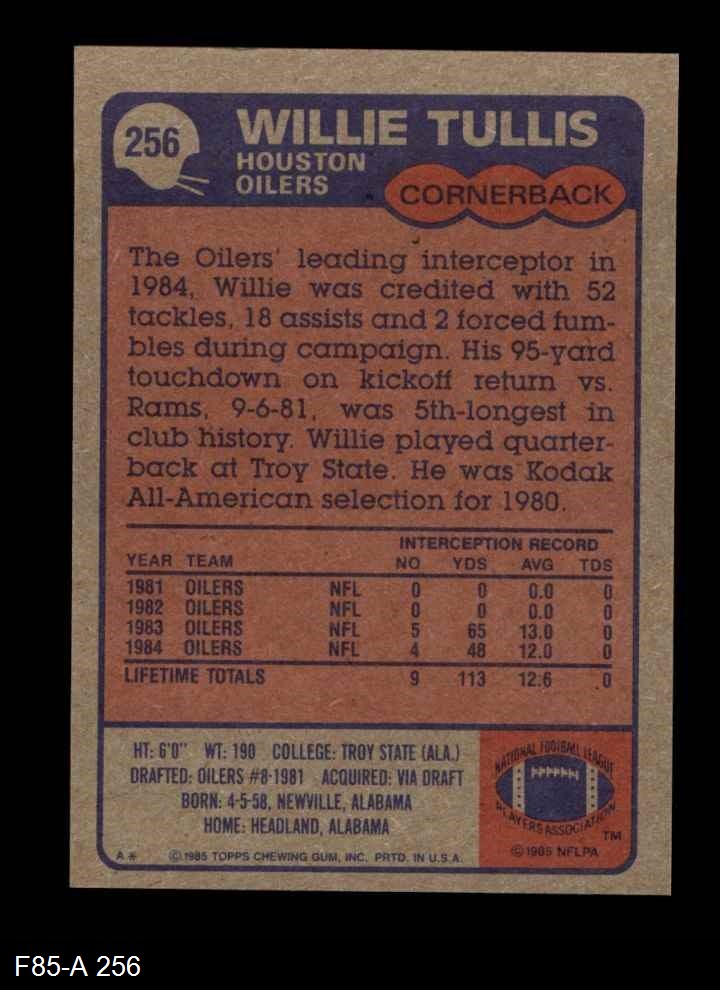 256
WILLIE TULLIS
HOUSTON
OILERS
CORNERBACK
The Oilers' leading interceptor in
1984, Willie was credited with 52
tackles, 18 assists and 2 forced fum-
bles during campaign. His 95-yard
touchdown on kickoff return vs.
Rams, 9-6-81, was 5th-longest in
club history. Willie played quarter-
back at Troy State. He was Kodak
All-American selection for 1980.
INTERCEPTION RECORD
YEAR TEAM NO YDS AVG TDS
1981 OILERS NFL 0 0 0.0 0
1982 OILERS NFL 0 0 0.0 0
1983 OILERS NFL 5 65 13.0 0
1984 OILERS NFL 4 48 12.0 0
LIFETIME TOTALS 9 113 12.6 0
HT: 6'0" WT: 190 COLLEGE: TROY STATE (ALA.)
DRAFTED: OILERS #8-1981 ACQUIRED: VIA DRAFT
BORN: 4-5-58, NEWVILLE, ALABAMA
HOME: HEADLAND, ALABAMA
A* ©1985 TOPPS CHEWING GUM, INC. PRTD. IN U.S.A.
NATIONAL FOOTBALL LEAGUE
PLAYERS ASSOCIATION
TM
©1985 NFLPA
F85-A 256